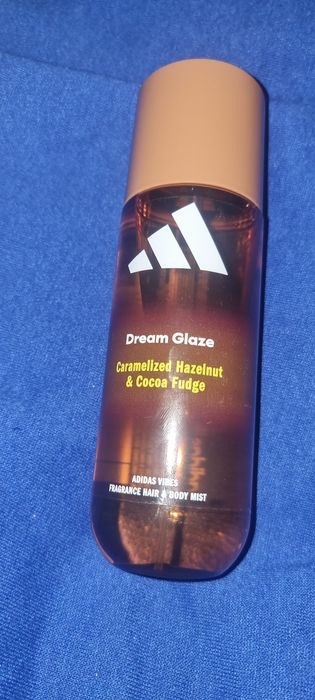 Dream Glaze
Caramelized Hazelnut
& Cocoa Fudge
ADIDAS VIBES
FRAGRANCE HAIR & BODY MIST